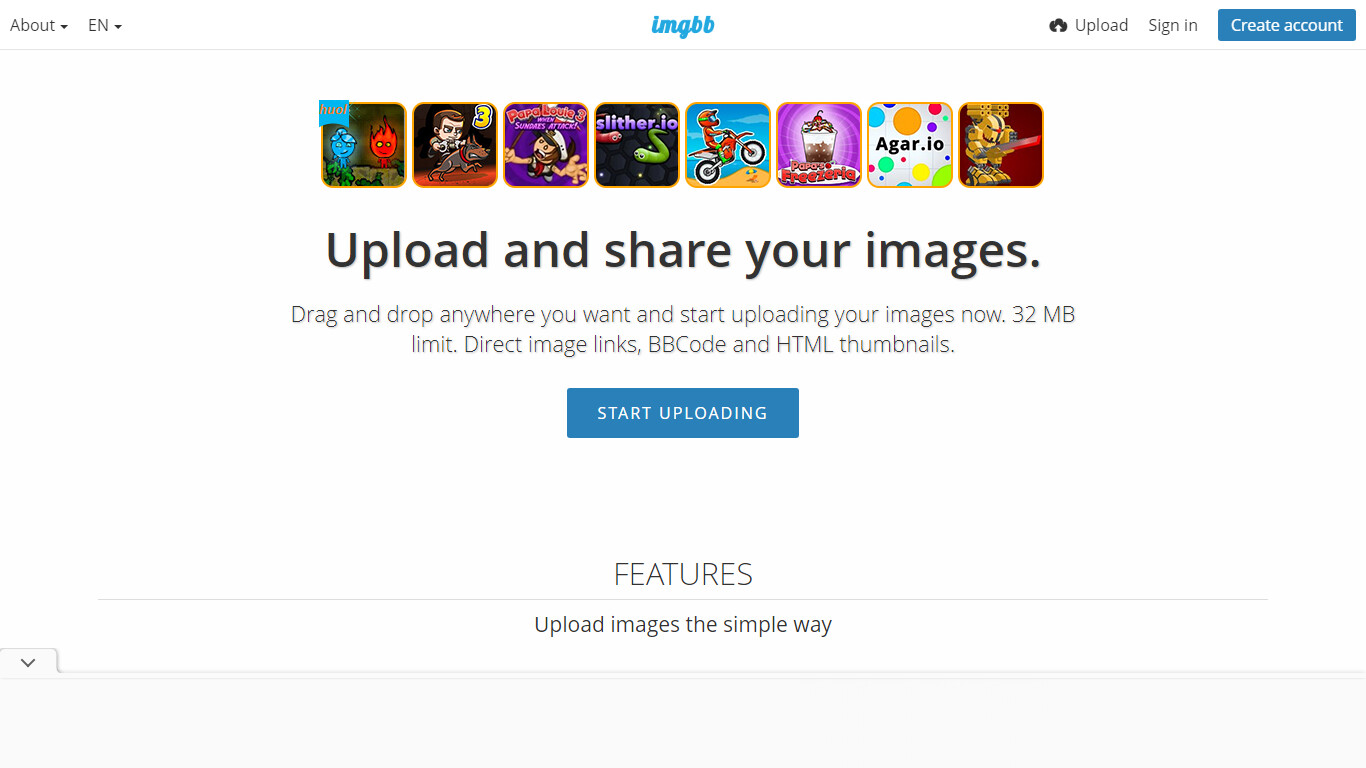 About
EN
imgbb
Upload
Sign in
Create account
huol
3
Papa Louie 3
WHEN
SUNDAES ATTACK!
slither.io
Papa's
Freezeria
Agar.io
Upload and share your images.
Drag and drop anywhere you want and start uploading your images now. 32 MB
limit. Direct image links, BBCode and HTML thumbnails.
START UPLOADING
FEATURES
Upload images the simple way